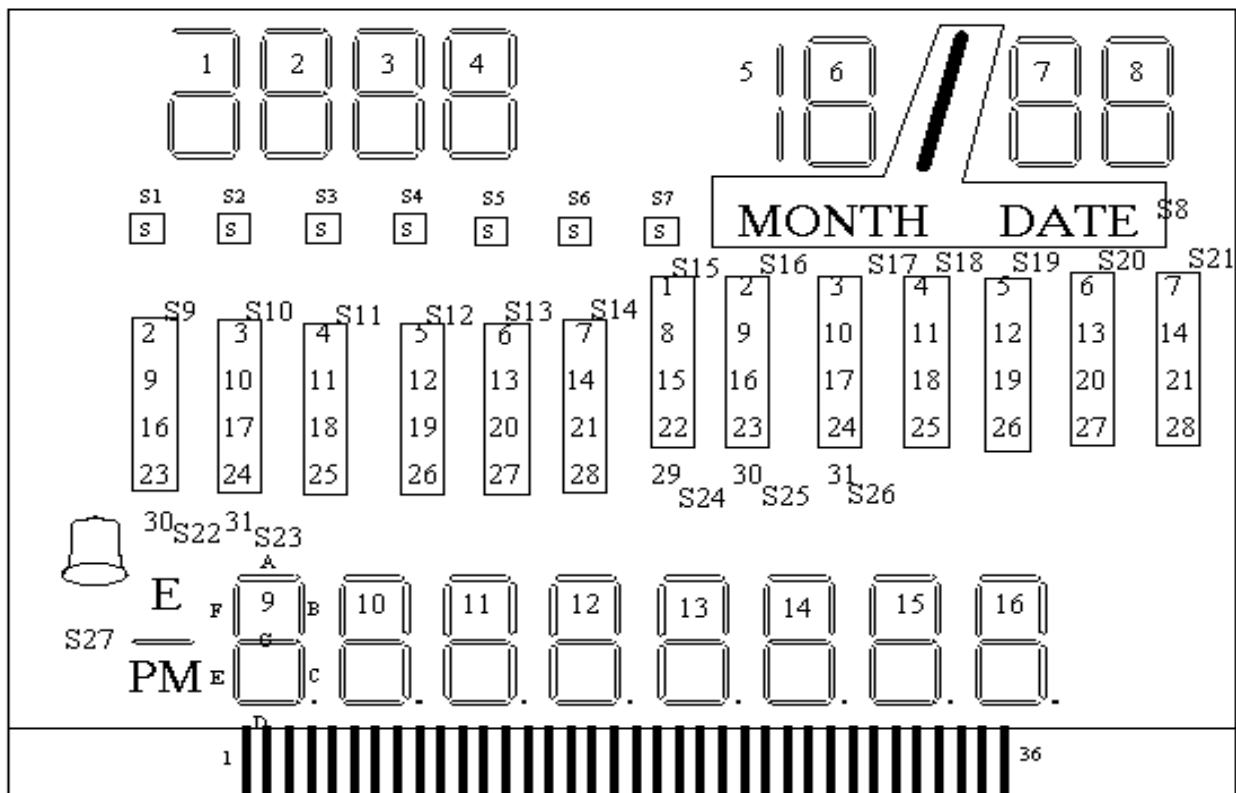 1 2 3 4 5 6 7 8
S1 S2 S3 S4 S5 S6 S7
S S S S S S S
MONTH DATE S8
S15 S16 S17 S18 S19 S20 S21
1 2 3 4 5 6 7
S9 S10 S11 S12 S13 S14
2 3 4 5 6 7 8 9 10 11 12 13 14
9 10 11 12 13 14 15 16 17 18 19 20 21
16 17 18 19 20 21 22 23 24 25 26 27 28
23 24 25 26 27 28 29 30 31
S24 S25 S26
30 S22 31 S23
A
E F 9 B 10 11 12 13 14 15 16
S27 G
PM E C
D
1 36